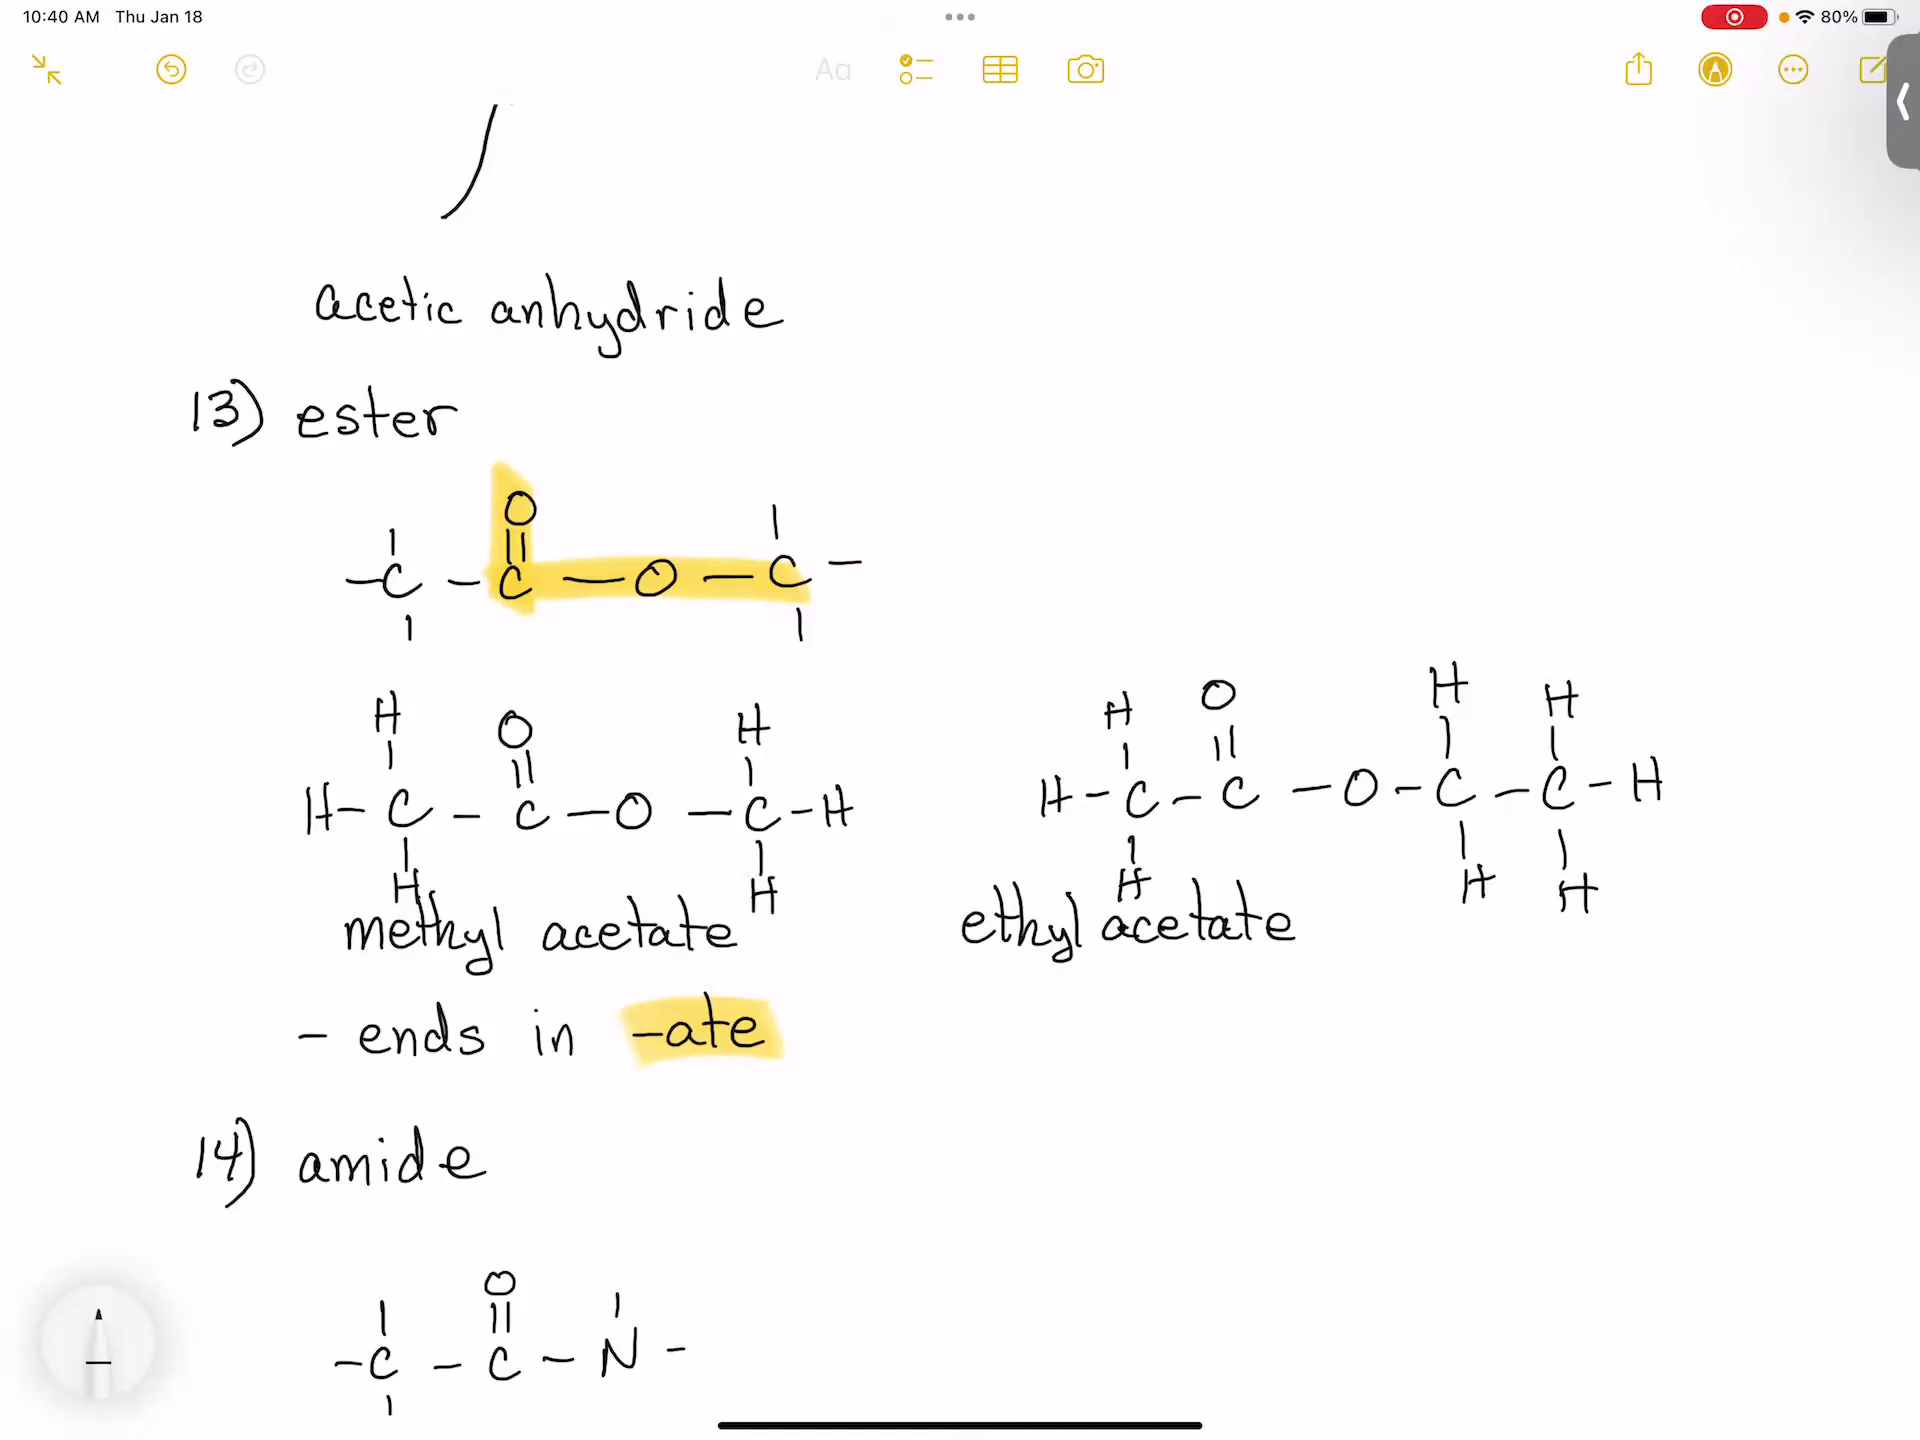 10:40 AM Thu Jan 18
80%
Aa
acetic anhydride
13) ester
O
-C - C - O - C -
H O H
H - C - C - O - C - H
H H
methyl acetate
H O H H
H - C - C - O - C - C - H
H H H
ethyl acetate
- ends in -ate
14) amide
O
- C - C - N -